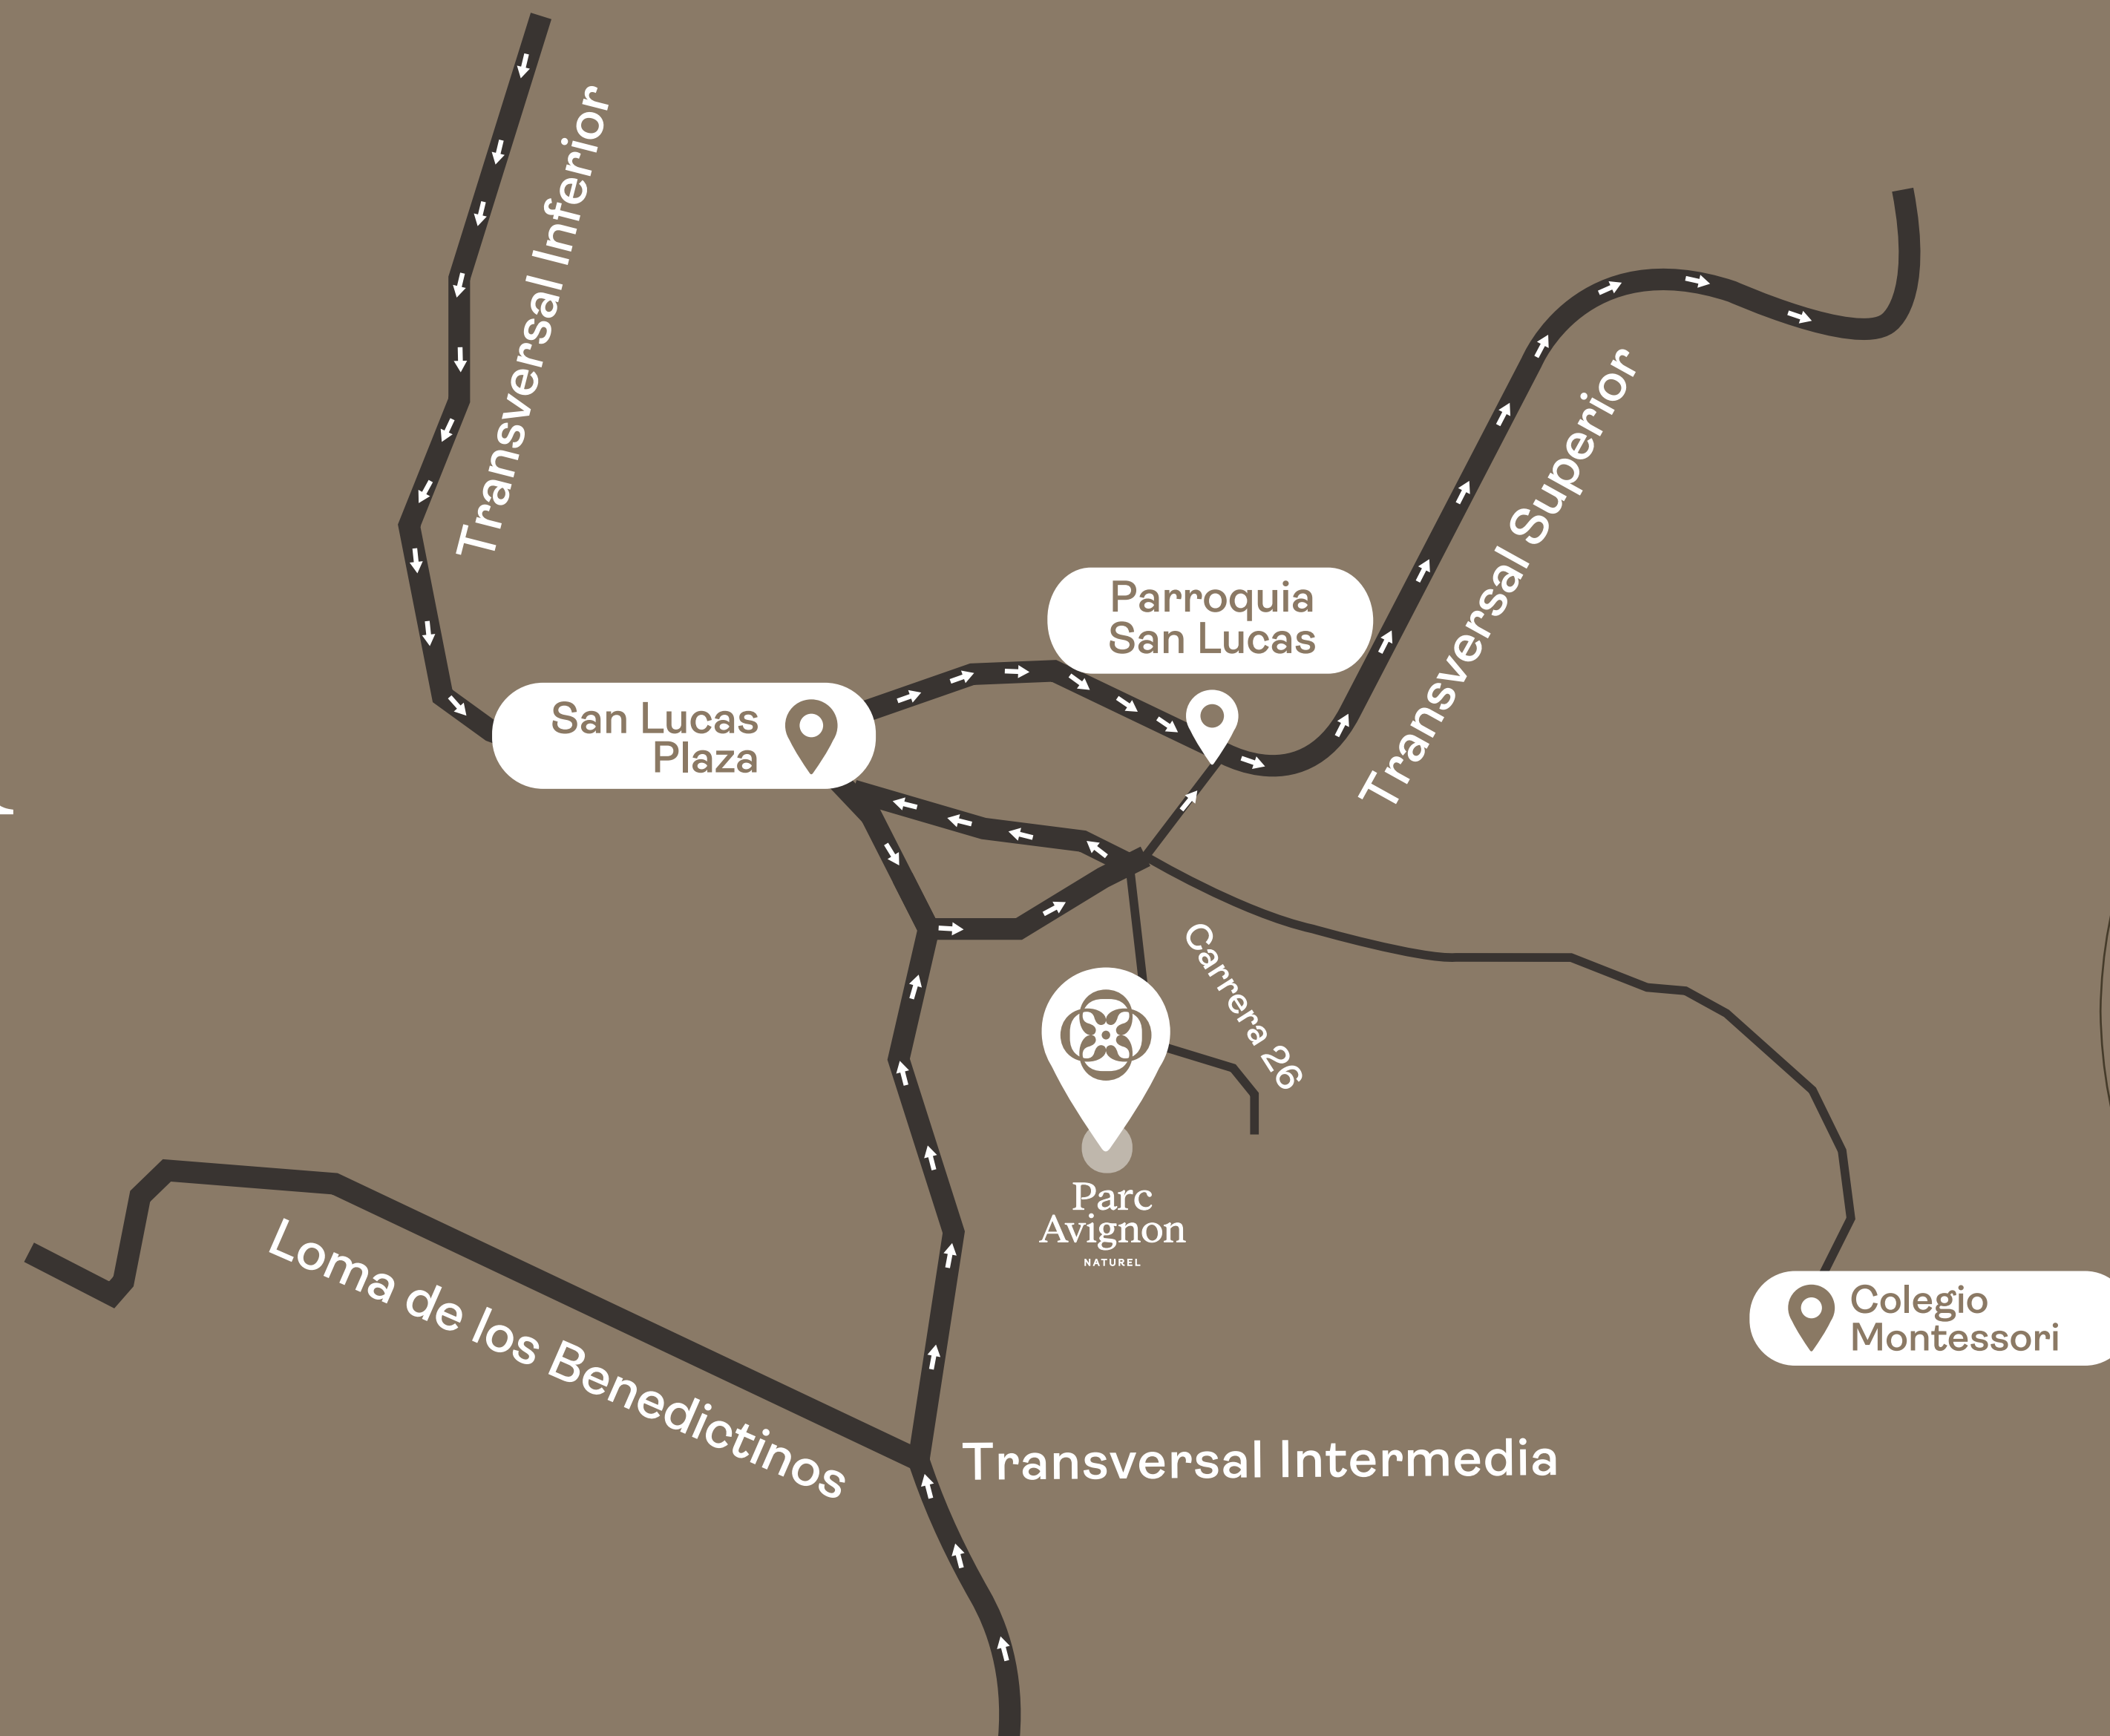 Transversal Inferior
Transversal Superior
Parroquia
San Lucas
San Lucas
Plaza
Carrera 26
Parc
Avignon
NATUREL
Loma de los Benedictinos
Colegio
Montessori
Transversal Intermedia